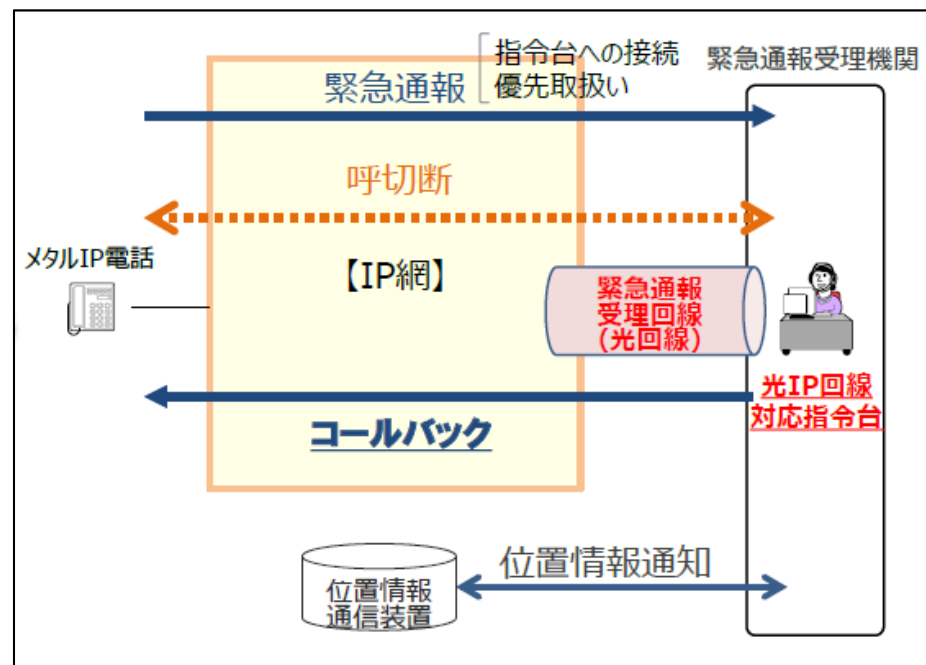 指令台への接続
緊急通報
優先取扱い
緊急通報受理機関
呼切断
メタルIP電話
【IP網】
緊急通報
受理回線
(光回線)
光IP回線
対応指令台
コールバック
位置情報通知
位置情報
通信装置